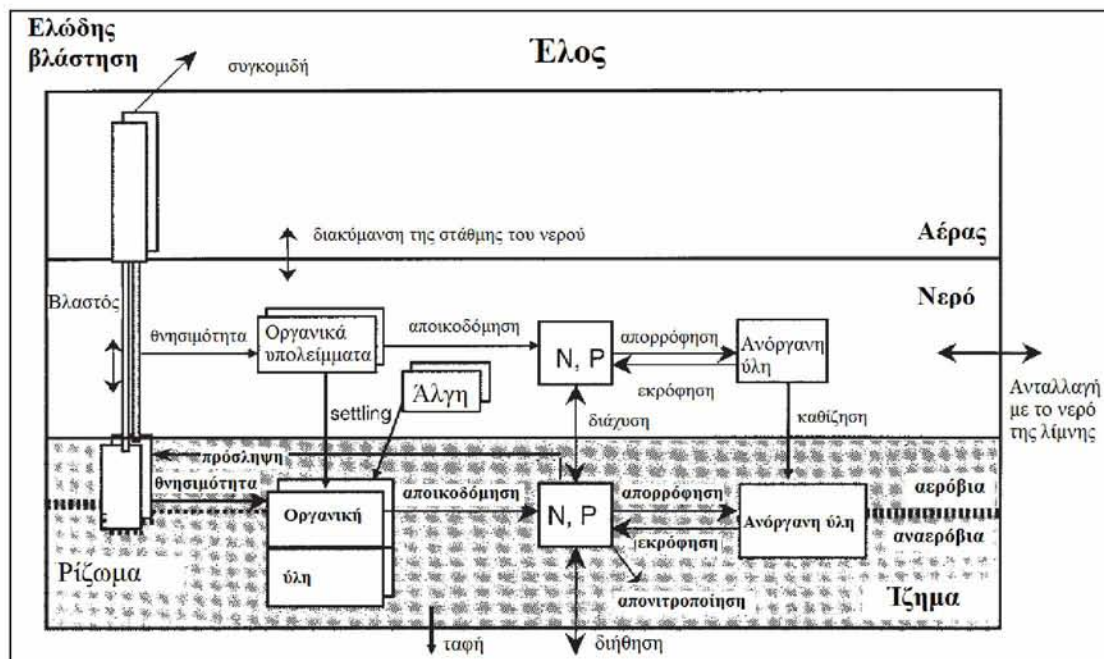 Ελώδης
βλάστηση
συγκομιδή
Έλος
διακύμανση της στάθμης του νερού
Αέρας
Νερό
Βλαστός
θνησιμότητα
Οργανικά
υπολείμματα
αποικοδόμηση
N, P
απορρόφηση
εκρόφηση
Ανόργανη
ύλη
Ανταλλαγή
με το νερό
της λίμνης
settling
Άλγη
διάχυση
καθίζηση
πρόσληψη
θνησιμότητα
Οργανική
ύλη
αποικοδόμηση
N, P
απορρόφηση
εκρόφηση
Ανόργανη ύλη
αερόβια
αναερόβια
Ρίζωμα
απονιτροποίηση
Ίζημα
ταφή
διήθηση